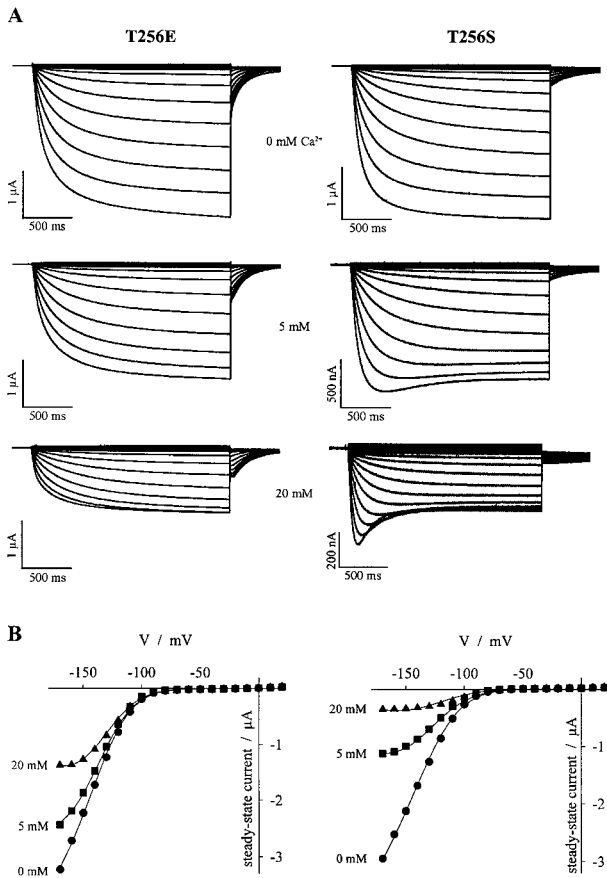 A
T256E
T256S
0 mM Ca²⁺
1 µA
500 ms
1 µA
500 ms
5 mM
1 µA
500 ms
500 nA
500 ms
20 mM
1 µA
500 ms
200 nA
500 ms
B
V / mV
-150 -100 -50
20 mM
5 mM
0 mM
-1
-2
-3
steady-state current / µA
V / mV
-150 -100 -50
20 mM
5 mM
0 mM
-1
-2
-3
steady-state current / µA